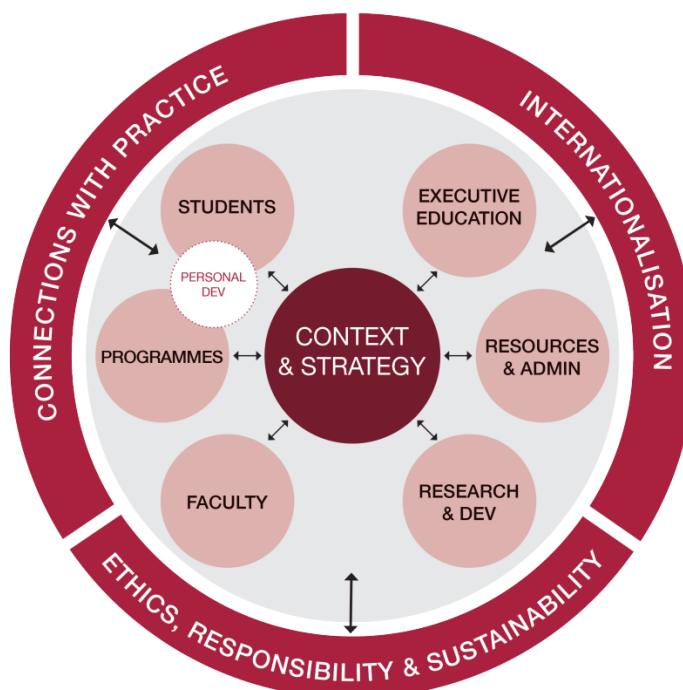 CONNECTIONS WITH PRACTICE
INTERNATIONALISATION
STUDENTS
EXECUTIVE
EDUCATION
PERSONAL
DEV
PROGRAMMES
CONTEXT
& STRATEGY
RESOURCES
& ADMIN
FACULTY
RESEARCH
& DEV
ETHICS, RESPONSIBILITY & SUSTAINABILITY